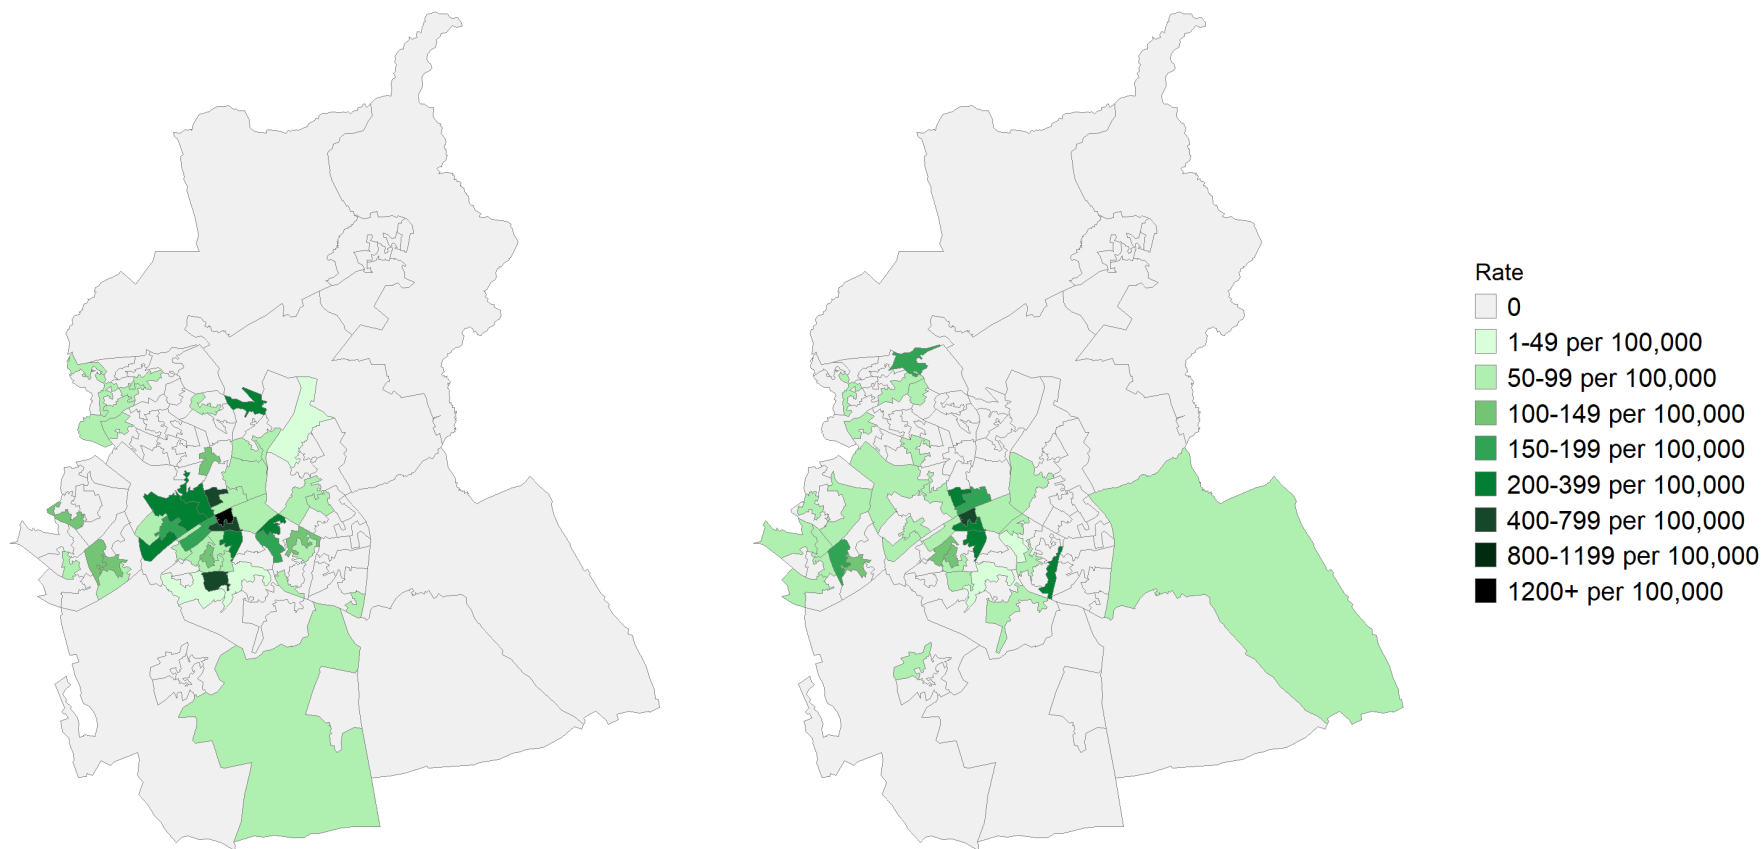 Rate
0
1-49 per 100,000
50-99 per 100,000
100-149 per 100,000
150-199 per 100,000
200-399 per 100,000
400-799 per 100,000
800-1199 per 100,000
1200+ per 100,000